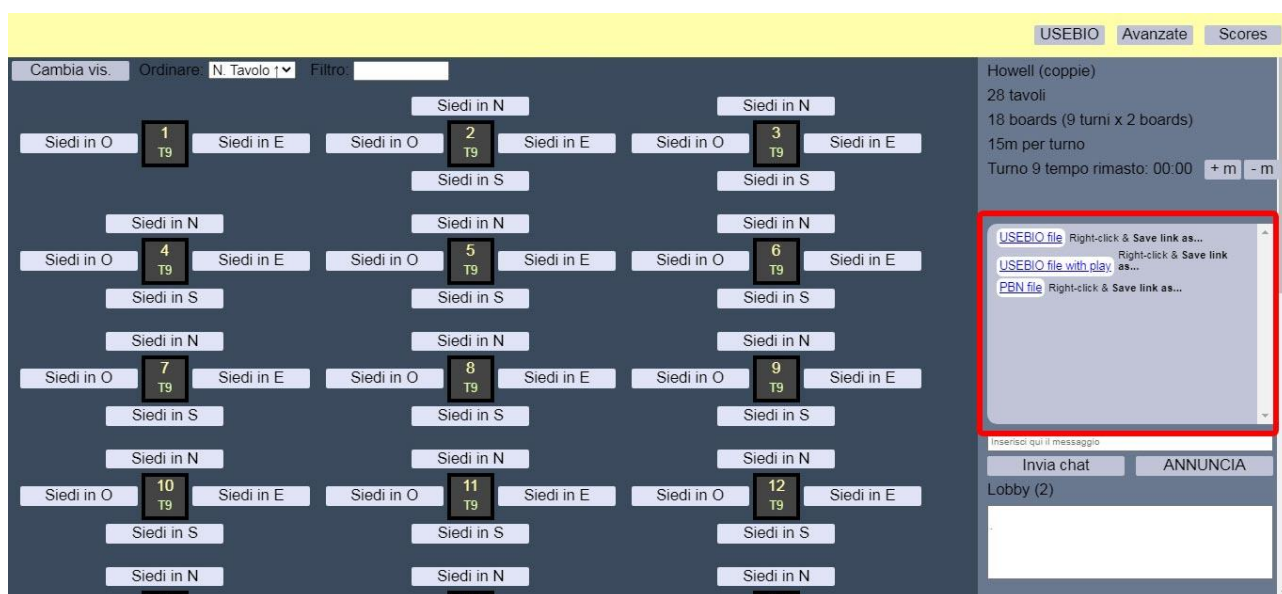 USEBIO Avanzate Scores
Cambia vis. Ordinare: N. Tavolo ↑ Filtro:
Siedi in N Siedi in N
Siedi in O 1 T9 Siedi in E Siedi in O 2 T9 Siedi in E Siedi in O 3 T9 Siedi in E
Siedi in S Siedi in S
Siedi in N Siedi in N Siedi in N
Siedi in O 4 T9 Siedi in E Siedi in O 5 T9 Siedi in E Siedi in O 6 T9 Siedi in E
Siedi in S Siedi in S Siedi in S
Siedi in N Siedi in N Siedi in N
Siedi in O 7 T9 Siedi in E Siedi in O 8 T9 Siedi in E Siedi in O 9 T9 Siedi in E
Siedi in S Siedi in S Siedi in S
Siedi in N Siedi in N Siedi in N
Siedi in O 10 T9 Siedi in E Siedi in O 11 T9 Siedi in E Siedi in O 12 T9 Siedi in E
Siedi in S Siedi in S Siedi in S
Siedi in N Siedi in N Siedi in N
Howell (coppie)
28 tavoli
18 boards (9 turni x 2 boards)
15m per turno
Turno 9 tempo rimasto: 00:00 + m - m
USEBIO file Right-click & Save link as...
USEBIO file with play Right-click & Save link as...
PBN file Right-click & Save link as...
Inserisci qui il messaggio
Invia chat ANNUNCIA
Lobby (2)
.